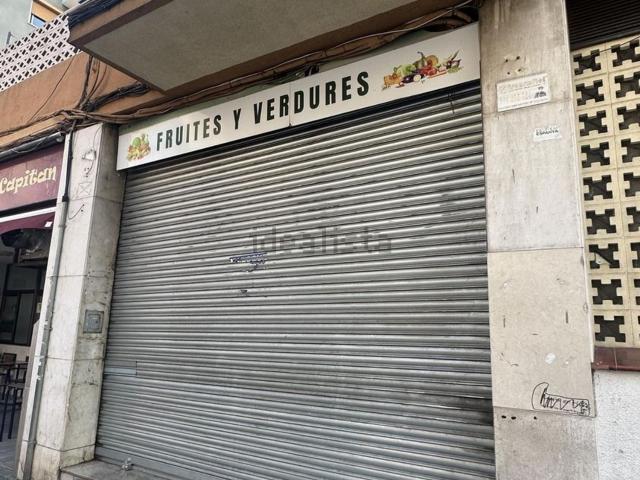 FRUITES Y VERDURES
Capitan
idealista